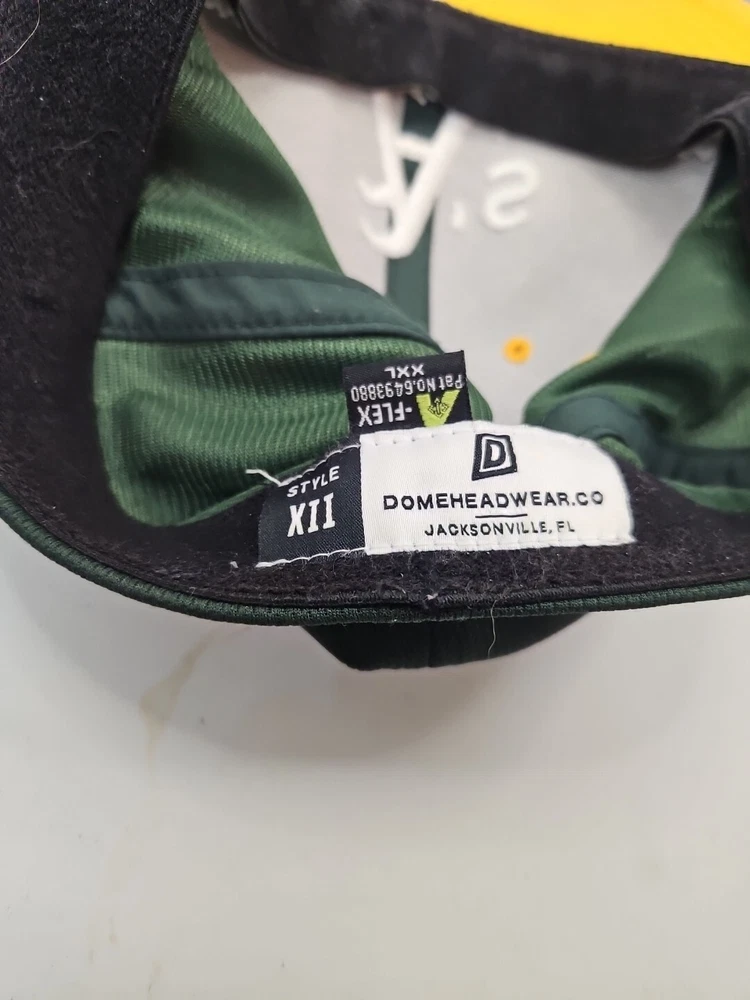 A's
XXL
Pat No.6493880
A-FLEX
D
STYLE
XII
DOMEHEADWEAR.CO
JACKSONVILLE, FL